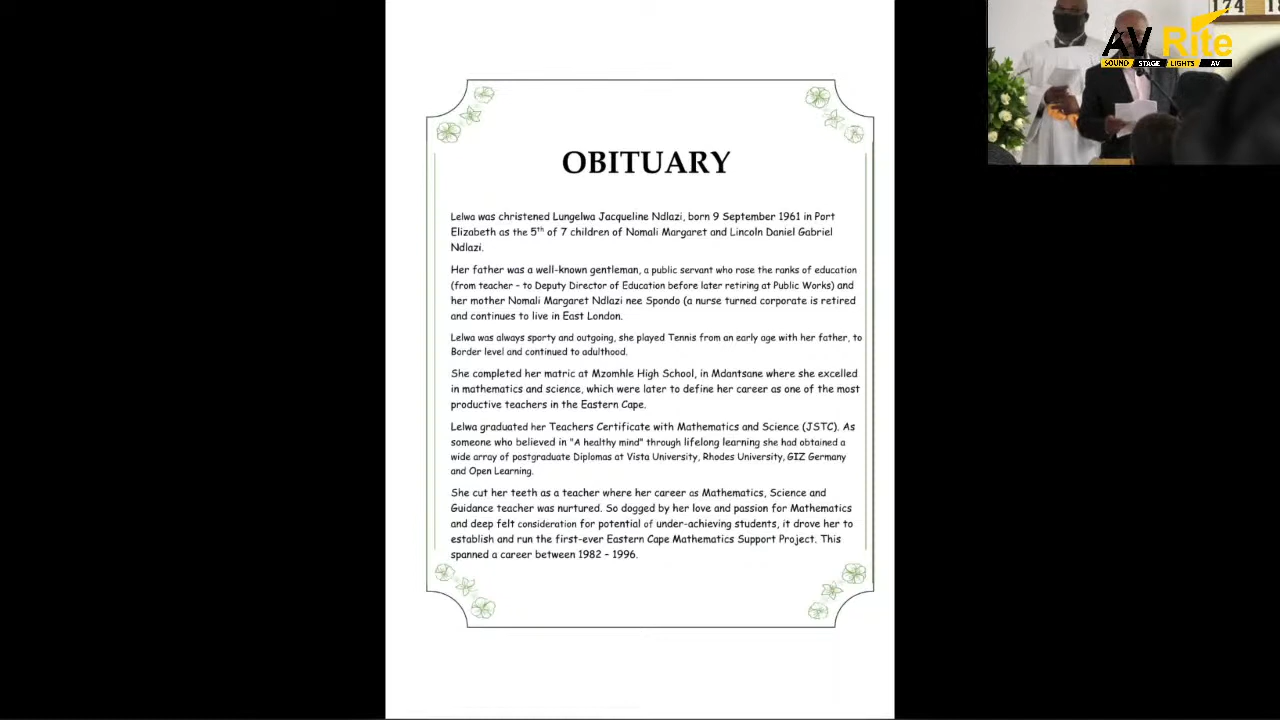 174
AV Rite
SOUND STAGE LIGHTS AV
OBITUARY
Lelwa was christened Lungelwa Jacqueline Ndlazi, born 9 September 1961 in Port
Elizabeth as the 5th of 7 children of Nomali Margaret and Lincoln Daniel Gabriel
Ndlazi.
Her father was a well-known gentleman, a public servant who rose the ranks of education
(from teacher – to Deputy Director of Education before later retiring at Public Works) and
her mother Nomali Margaret Ndlazi nee Spondo (a nurse turned corporate is retired
and continues to live in East London.
Lelwa was always sporty and outgoing, she played Tennis from an early age with her father, to
Border level and continued to adulthood.
She completed her matric at Mzomhle High School, in Mdantsane where she excelled
in mathematics and science, which were later to define her career as one of the most
productive teachers in the Eastern Cape.
Lelwa graduated her Teachers Certificate with Mathematics and Science (JSTC). As
someone who believed in "A healthy mind" through lifelong learning she had obtained a
wide array of postgraduate Diplomas at Vista University, Rhodes University, GIZ Germany
and Open Learning.
She cut her teeth as a teacher where her career as Mathematics, Science and
Guidance teacher was nurtured. So dogged by her love and passion for Mathematics
and deep felt consideration for potential of under-achieving students, it drove her to
establish and run the first-ever Eastern Cape Mathematics Support Project. This
spanned a career between 1982 – 1996.